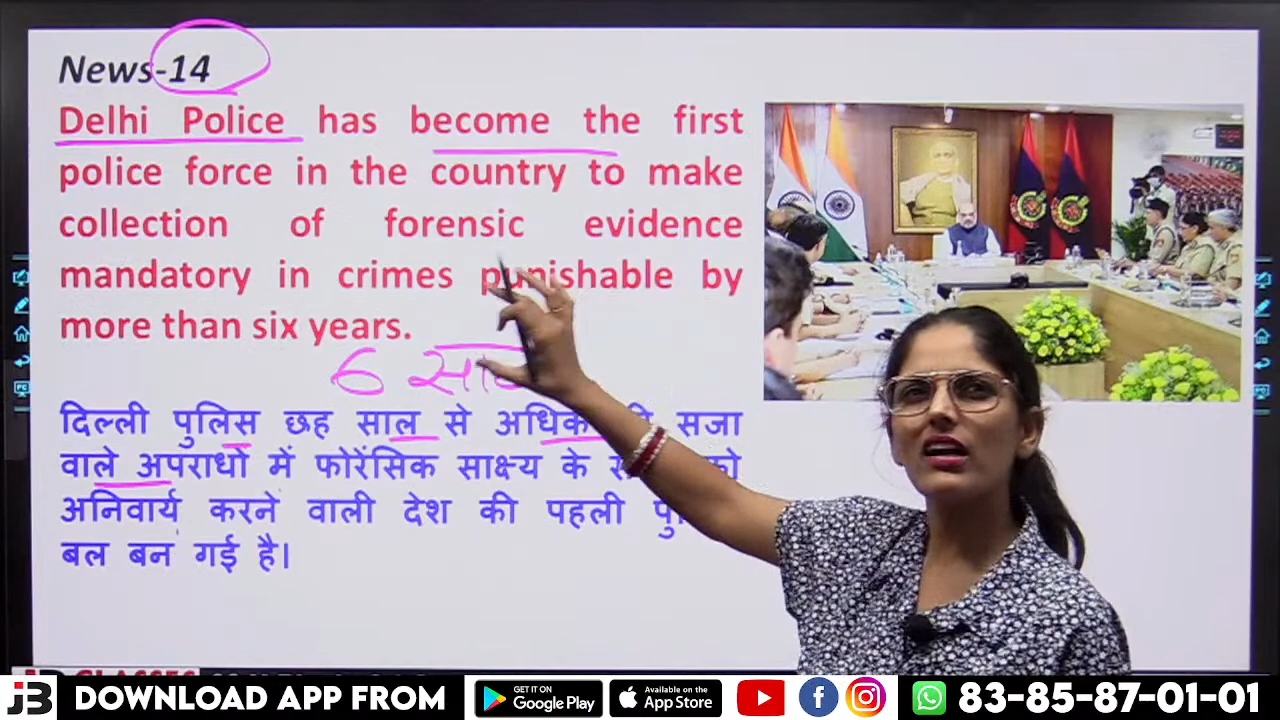 News-14
Delhi Police has become the first
police force in the country to make
collection of forensic evidence
mandatory in crimes punishable by
more than six years.
6
दिल्ली पुलिस छह साल से अधिक सजा
वाले अपराधों में फोरेंसिक साक्ष्य के को
अनिवार्य करने वाली देश की पहली
बल बन गई है।
JB DOWNLOAD APP FROM GET IT ON Google Play Available on the App Store 83-85-87-01-01